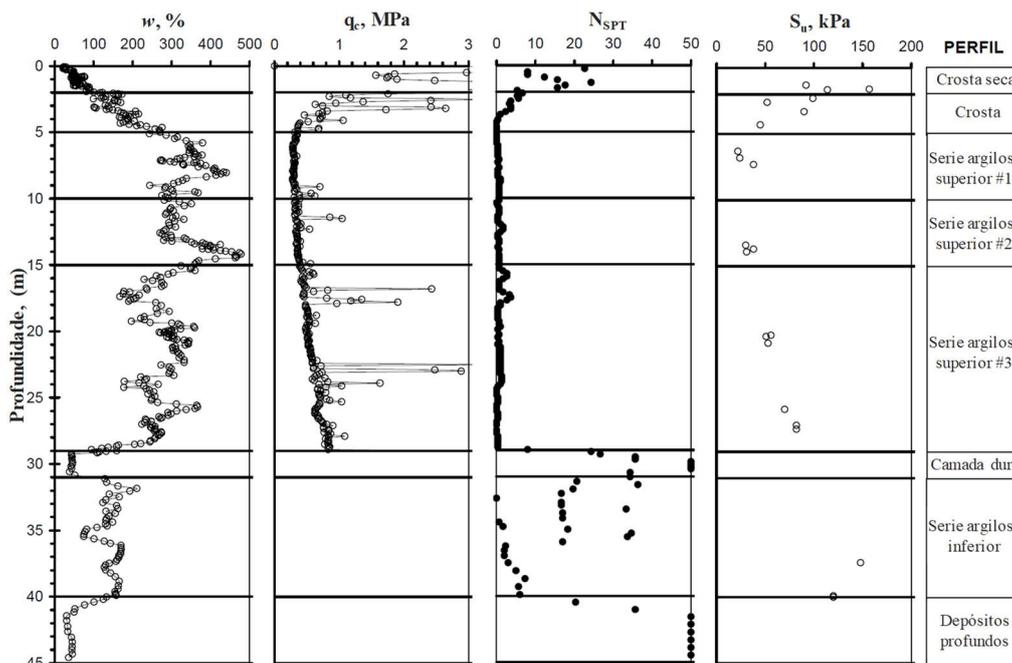 w, % q_c, MPa N_SPT S_u, kPa
PERFIL
0 100 200 300 400 500
0 1 2 3
0 10 20 30 40 50
0 50 100 150 200
Profundidade, (m)
0
5
10
15
20
25
30
35
40
45
Crosta seca
Crosta
Serie argilos
superior #1
Serie argilos
superior #2
Serie argilos
superior #3
Camada dur
Serie argilos
inferior
Depósitos
profundos